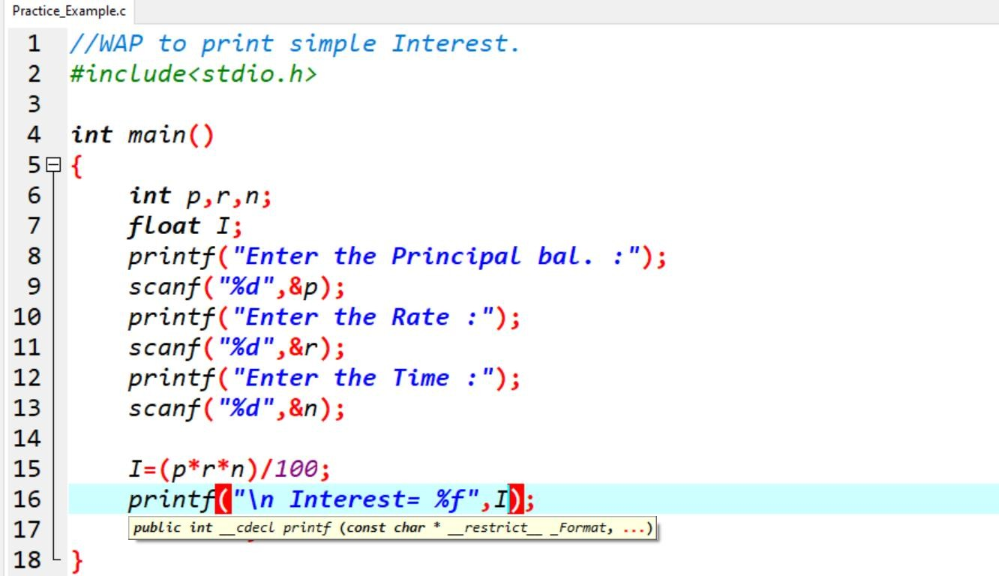 Practice_Example.c
1 //WAP to print simple Interest.
2 #include<stdio.h>
3
4 int main()
5 {
6 int p,r,n;
7 float I;
8 printf("Enter the Principal bal. :");
9 scanf("%d",&p);
10 printf("Enter the Rate :");
11 scanf("%d",&r);
12 printf("Enter the Time :");
13 scanf("%d",&n);
14
15 I=(p*r*n)/100;
16 printf("\n Interest= %f",I);
public int __cdecl printf (const char * __restrict__ _Format, ...)
17
18 }